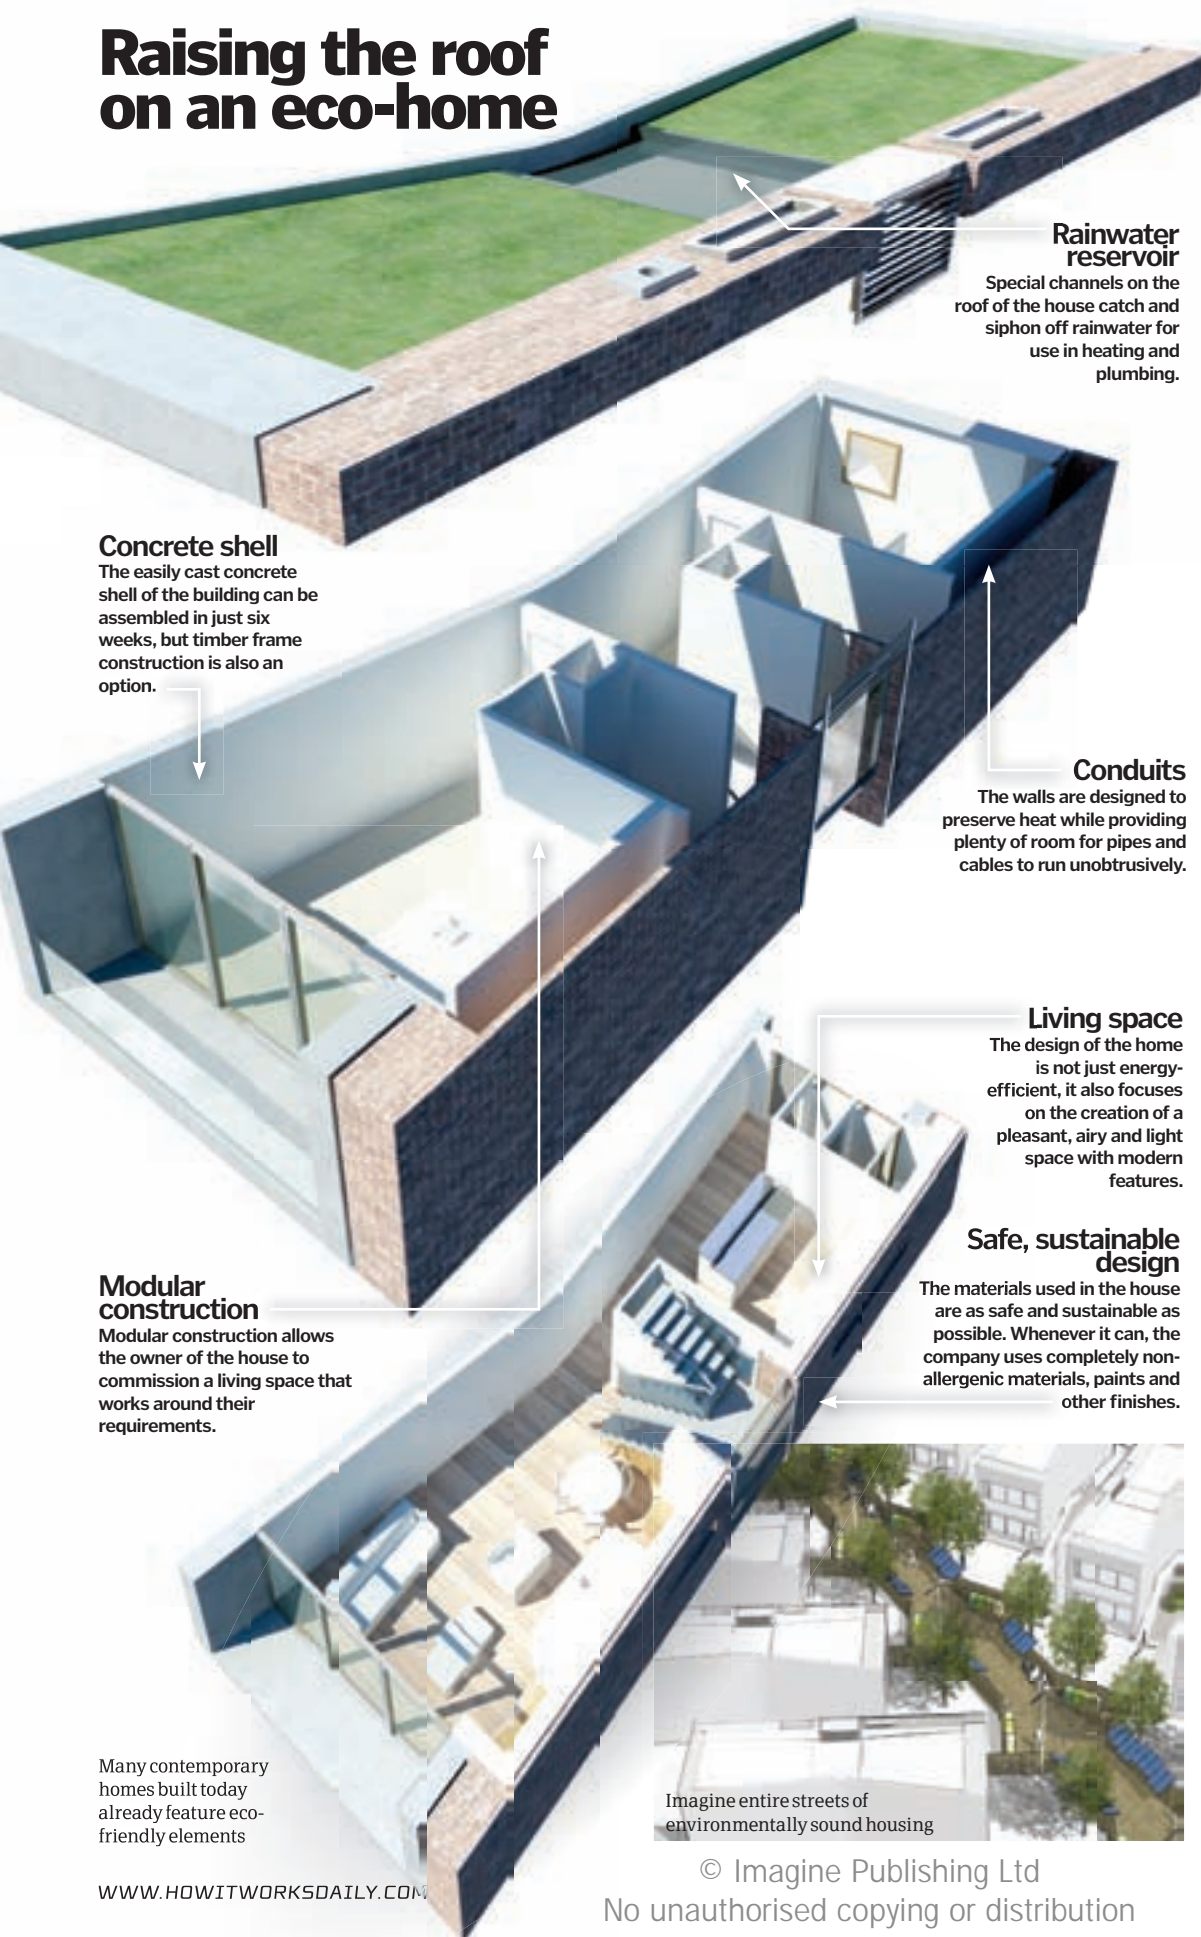 Raising the roof
on an eco-home
Rainwater
reservoir
Special channels on the
roof of the house catch and
siphon off rainwater for
use in heating and
plumbing.
Concrete shell
The easily cast concrete
shell of the building can be
assembled in just six
weeks, but timber frame
construction is also an
option.
Conduits
The walls are designed to
preserve heat while providing
plenty of room for pipes and
cables to run unobtrusively.
Living space
The design of the home
is not just energy-
efficient, it also focuses
on the creation of a
pleasant, airy and light
space with modern
features.
Safe, sustainable
design
The materials used in the house
are as safe and sustainable as
possible. Whenever it can, the
company uses completely non-
allergenic materials, paints and
other finishes.
Modular
construction
Modular construction allows
the owner of the house to
commission a living space that
works around their
requirements.
Many contemporary
homes built today
already feature eco-
friendly elements
Imagine entire streets of
environmentally sound housing
WWW.HOWITWORKSDAILY.COM
© Imagine Publishing Ltd
No unauthorised copying or distribution